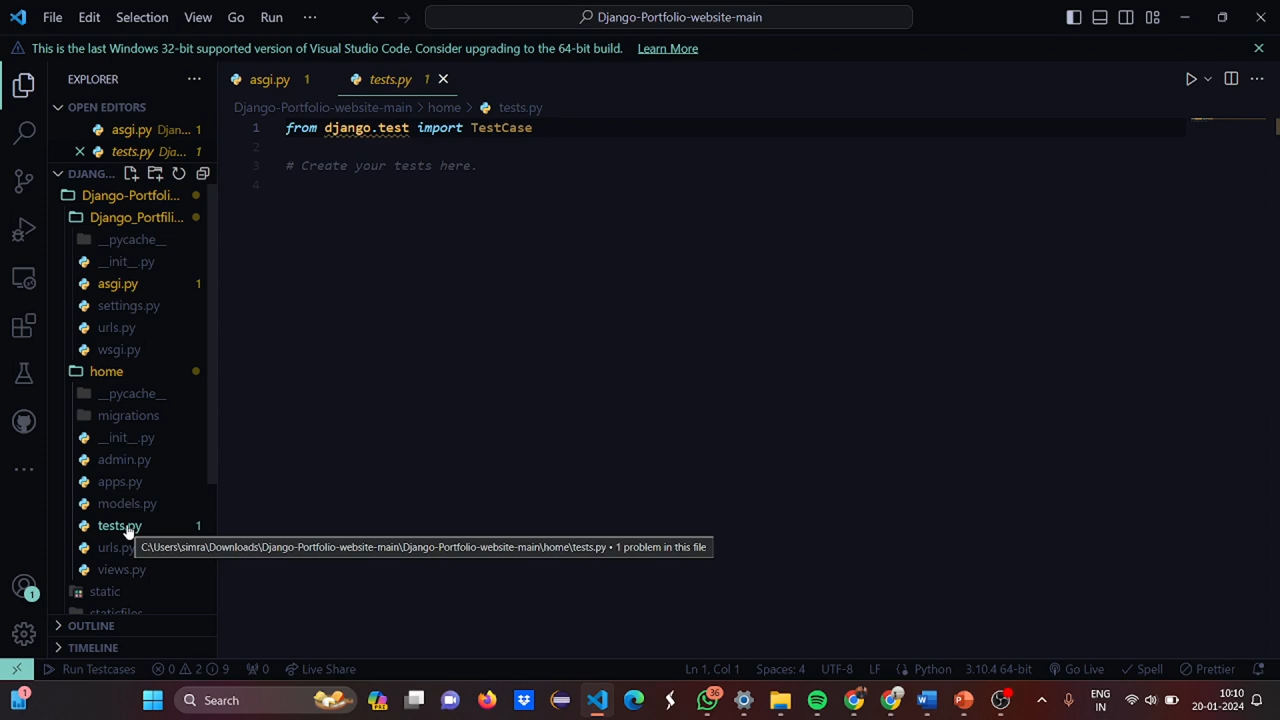 File Edit Selection View Go Run ··· Django-Portfolio-website-main
This is the last Windows 32-bit supported version of Visual Studio Code. Consider upgrading to the 64-bit build. Learn More
EXPLORER ··· asgi.py 1 tests.py 1
OPEN EDITORS
Django-Portfolio-website-main > home > tests.py
asgi.py Djan... 1
tests.py Dja... 1
DJANG...
1 from django.test import TestCase
2
3 # Create your tests here.
4
Django-Portfoli...
Django_Portfili...
__pycache__
__init__.py
asgi.py 1
settings.py
urls.py
wsgi.py
home
__pycache__
migrations
__init__.py
admin.py
apps.py
models.py
tests.py 1
urls.py
C:\Users\simra\Downloads\Django-Portfolio-website-main\Django-Portfolio-website-main\home\tests.py • 1 problem in this file
views.py
static
staticfiles
1
OUTLINE
TIMELINE
Run Testcases 0 2 9 0 Live Share Ln 1, Col 1 Spaces: 4 UTF-8 LF Python 3.10.4 64-bit Go Live Spell Prettier
1 Search 36 ENG IN 10:10 20-01-2024